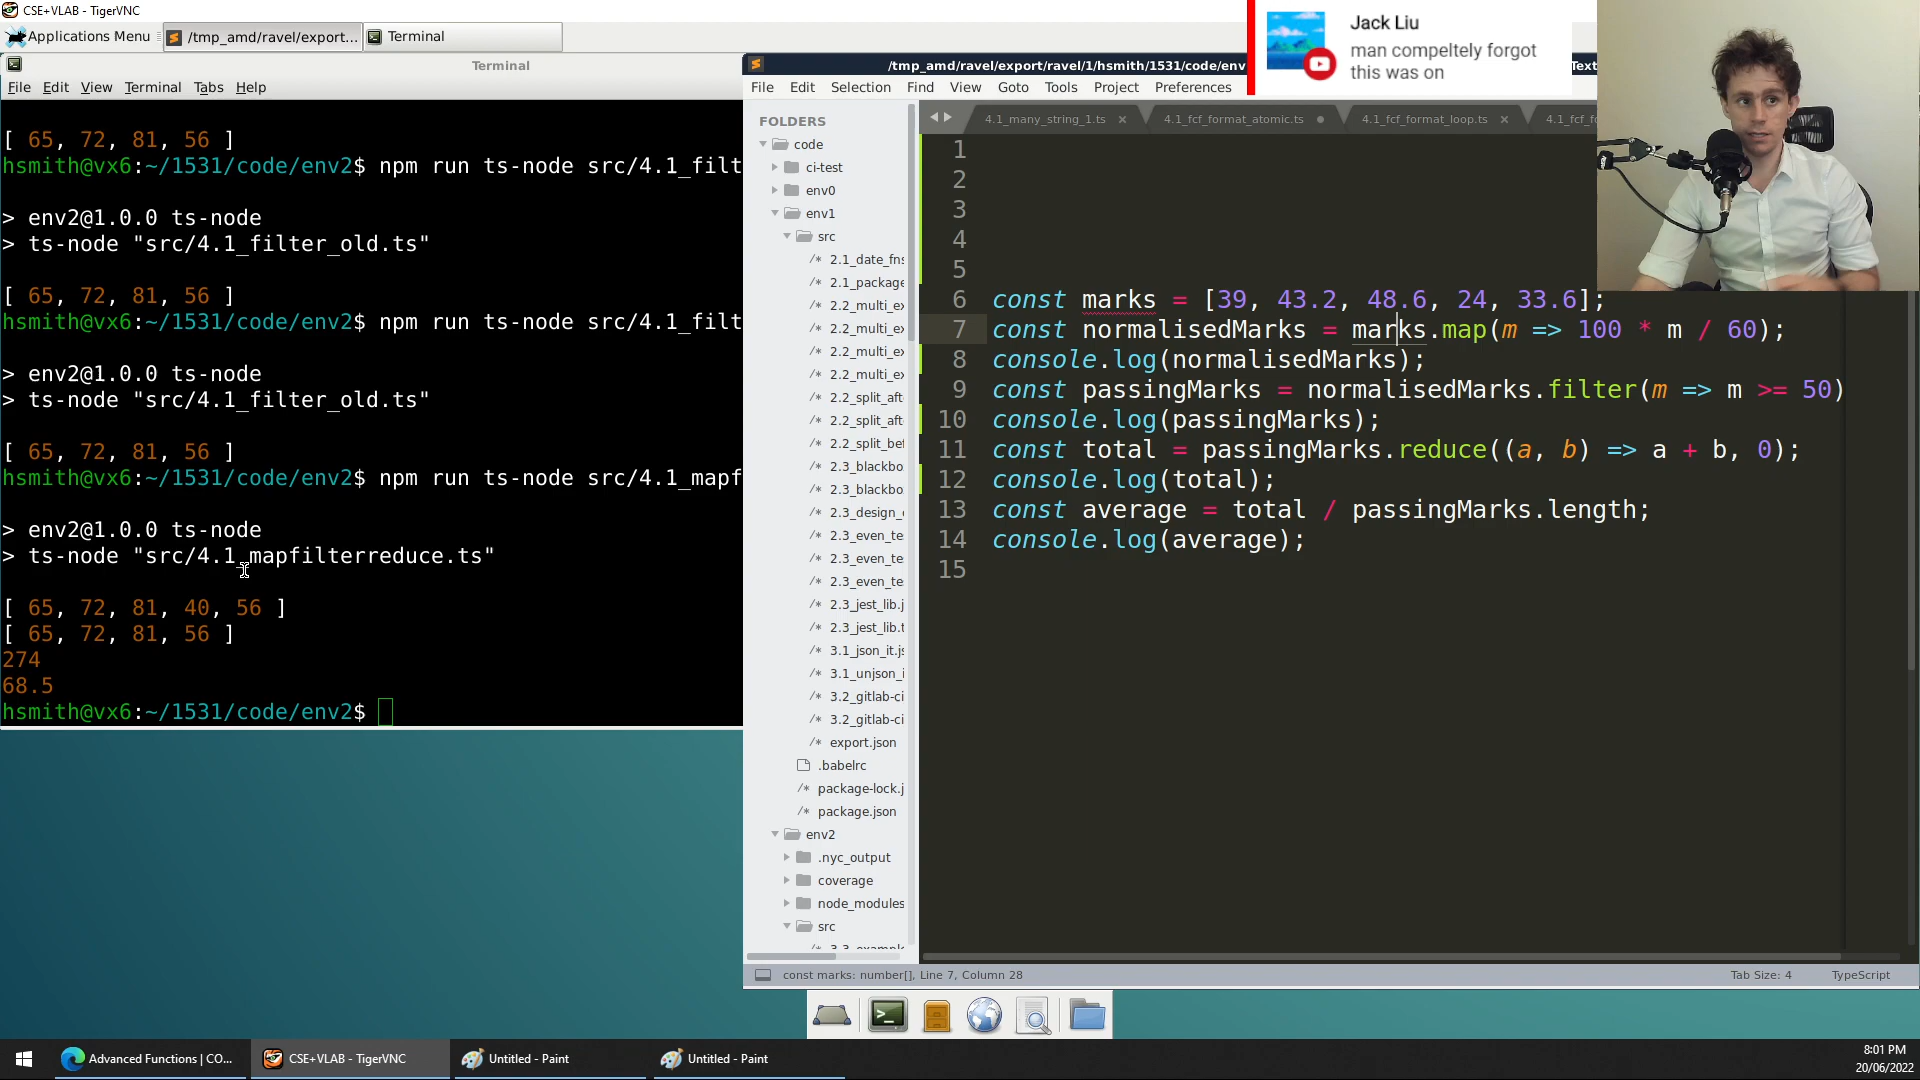 CSE+VLAB - TigerVNC
Applications Menu
/tmp_amd/ravel/export...
Terminal
Jack Liu
man compeltely forgot
this was on
Terminal
File Edit View Terminal Tabs Help
[ 65, 72, 81, 56 ]
hsmith@vx6:~/1531/code/env2$ npm run ts-node src/4.1_filt
> env2@1.0.0 ts-node
> ts-node "src/4.1_filter_old.ts"
[ 65, 72, 81, 56 ]
hsmith@vx6:~/1531/code/env2$ npm run ts-node src/4.1_filt
> env2@1.0.0 ts-node
> ts-node "src/4.1_filter_old.ts"
[ 65, 72, 81, 56 ]
hsmith@vx6:~/1531/code/env2$ npm run ts-node src/4.1_mapf
> env2@1.0.0 ts-node
> ts-node "src/4.1_mapfilterreduce.ts"
[ 65, 72, 81, 40, 56 ]
[ 65, 72, 81, 56 ]
274
68.5
hsmith@vx6:~/1531/code/env2$
/tmp_amd/ravel/export/ravel/1/hsmith/1531/code/env
Text
File Edit Selection Find View Goto Tools Project Preferences
FOLDERS
code
ci-test
env0
env1
src
/* 2.1_date_fns
/* 2.1_package
/* 2.2_multi_ex
/* 2.2_multi_ex
/* 2.2_multi_ex
/* 2.2_multi_ex
/* 2.2_split_aft
/* 2.2_split_aft
/* 2.2_split_bef
/* 2.3_blackbo
/* 2.3_blackbo
/* 2.3_design_
/* 2.3_even_te
/* 2.3_even_te
/* 2.3_even_te
/* 2.3_jest_lib.j
/* 2.3_jest_lib.t
/* 3.1_json_it.js
/* 3.1_unjson_i
/* 3.2_gitlab-ci
/* 3.2_gitlab-ci
/* export.json
.babelrc
/* package-lock.j
/* package.json
env2
.nyc_output
coverage
node_modules
src
4.1_many_string_1.ts
4.1_fcf_format_atomic.ts
4.1_fcf_format_loop.ts
4.1_fcf_fo
1
2
3
4
5
6 const marks = [39, 43.2, 48.6, 24, 33.6];
7 const normalisedMarks = marks.map(m => 100 * m / 60);
8 console.log(normalisedMarks);
9 const passingMarks = normalisedMarks.filter(m => m >= 50)
10 console.log(passingMarks);
11 const total = passingMarks.reduce((a, b) => a + b, 0);
12 console.log(total);
13 const average = total / passingMarks.length;
14 console.log(average);
15
const marks: number[], Line 7, Column 28
Tab Size: 4
TypeScript
Advanced Functions | CO...
CSE+VLAB - TigerVNC
Untitled - Paint
Untitled - Paint
8:01 PM
20/06/2022